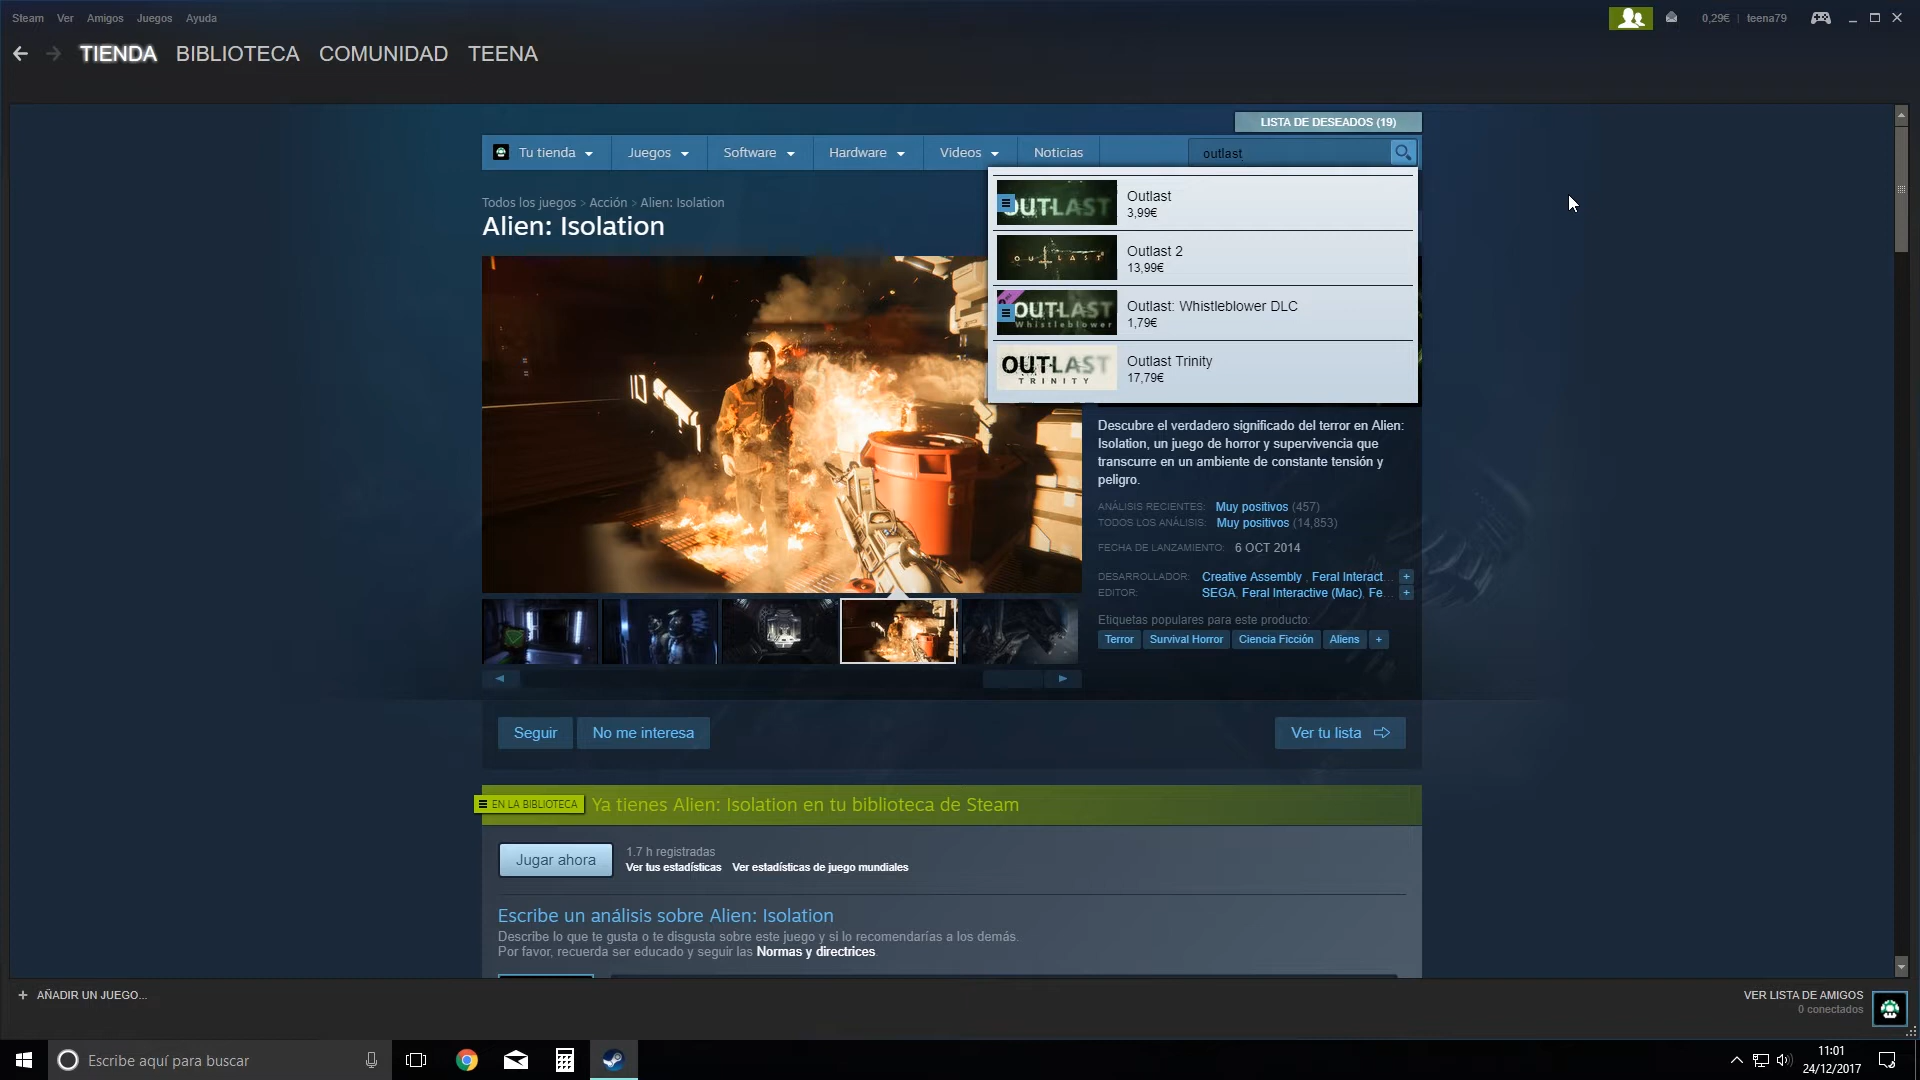 Steam Ver Amigos Juegos Ayuda
0,29€ | teena79
TIENDA BIBLIOTECA COMUNIDAD TEENA
LISTA DE DESEADOS (19)
Tu tienda Juegos Software Hardware Videos Noticias
outlast
Todos los juegos > Acción > Alien: Isolation
Alien: Isolation
OUTLAST
Outlast
3,99€
OUTLAST
Outlast 2
13,99€
OUTLAST
Whistleblower
Outlast: Whistleblower DLC
1,79€
OUTLAST
TRINITY
Outlast Trinity
17,79€
Descubre el verdadero significado del terror en Alien:
Isolation, un juego de horror y supervivencia que
transcurre en un ambiente de constante tensión y
peligro.
ANÁLISIS RECIENTES: Muy positivos (457)
TODOS LOS ANÁLISIS: Muy positivos (14,853)
FECHA DE LANZAMIENTO: 6 OCT 2014
DESARROLLADOR: Creative Assembly , Feral Interact... +
EDITOR: SEGA, Feral Interactive (Mac), Fe... +
Etiquetas populares para este producto:
Terror Survival Horror Ciencia Ficción Aliens +
Seguir No me interesa Ver tu lista
EN LA BIBLIOTECA Ya tienes Alien: Isolation en tu biblioteca de Steam
Jugar ahora
1.7 h registradas
Ver tus estadísticas Ver estadísticas de juego mundiales
Escribe un análisis sobre Alien: Isolation
Describe lo que te gusta o te disgusta sobre este juego y si lo recomendarías a los demás.
Por favor, recuerda ser educado y seguir las Normas y directrices.
+ AÑADIR UN JUEGO...
VER LISTA DE AMIGOS
0 conectados
Escribe aquí para buscar
11:01
24/12/2017